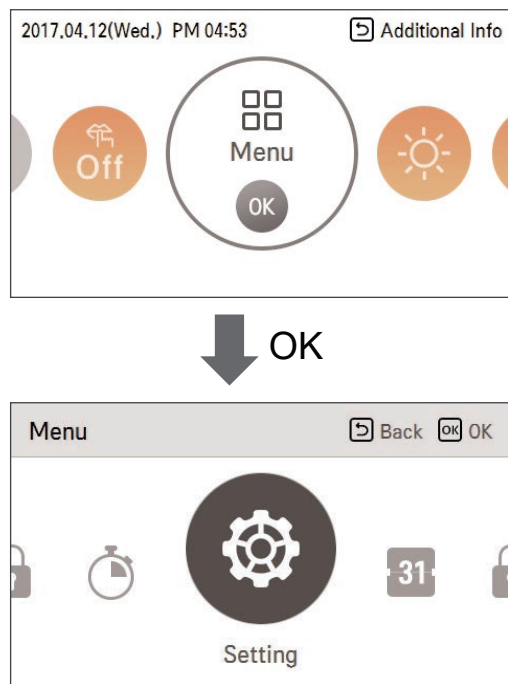 2017.04.12(Wed.) PM 04:53 Additional Info
Off
Menu
OK
OK
Menu Back OK OK
31
Setting